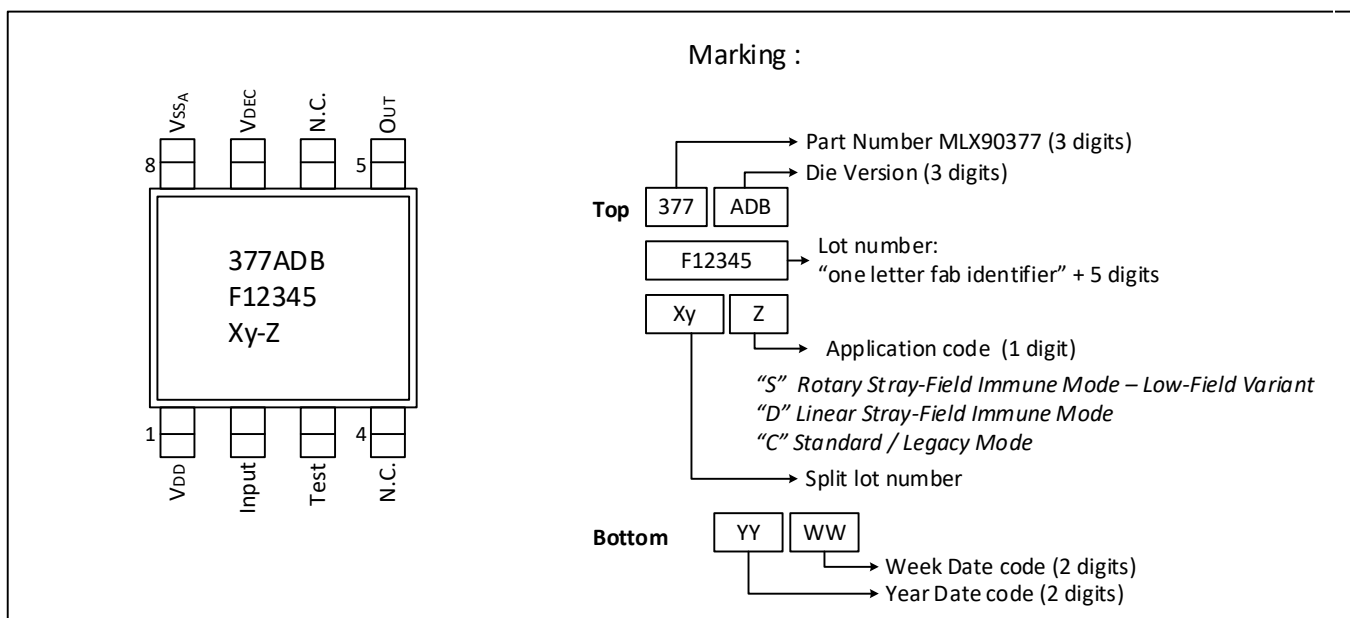 Marking :
VSSA
VDEC
N.C.
OUT
8
5
377ADB
F12345
Xy-Z
1
4
VDD
Input
Test
N.C.
Part Number MLX90377 (3 digits)
Die Version (3 digits)
Top
377
ADB
F12345
Lot number:
“one letter fab identifier” + 5 digits
Xy
Z
Application code (1 digit)
“S” Rotary Stray-Field Immune Mode – Low-Field Variant
“D” Linear Stray-Field Immune Mode
“C” Standard / Legacy Mode
Split lot number
Bottom
YY
WW
Week Date code (2 digits)
Year Date code (2 digits)